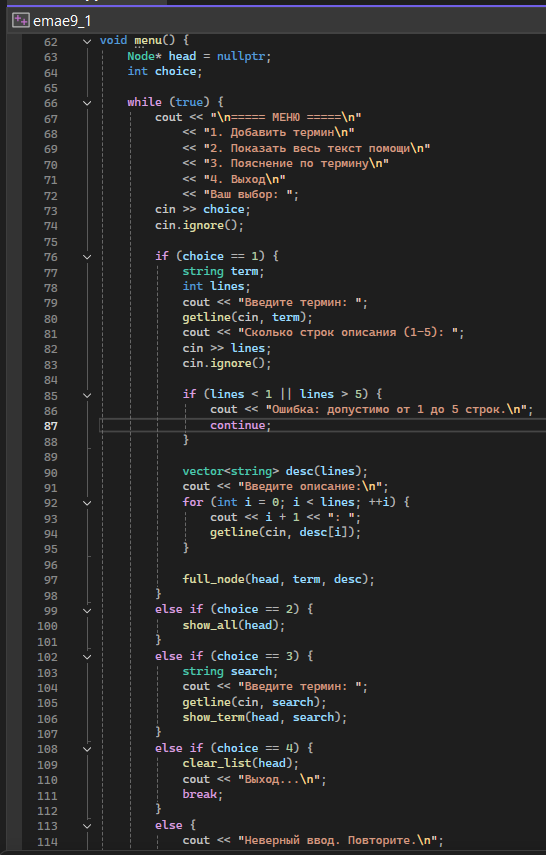 emae9_1
62 void menu() {
63 Node* head = nullptr;
64 int choice;
65
66 while (true) {
67 cout << "\n===== МЕНЮ =====\n"
68 << "1. Добавить термин\n"
69 << "2. Показать весь текст помощи\n"
70 << "3. Пояснение по термину\n"
71 << "4. Выход\n"
72 << "Ваш выбор: ";
73 cin >> choice;
74 cin.ignore();
75
76 if (choice == 1) {
77 string term;
78 int lines;
79 cout << "Введите термин: ";
80 getline(cin, term);
81 cout << "Сколько строк описания (1-5): ";
82 cin >> lines;
83 cin.ignore();
84
85 if (lines < 1 || lines > 5) {
86 cout << "Ошибка: допустимо от 1 до 5 строк.\n";
87 continue;
88 }
89
90 vector<string> desc(lines);
91 cout << "Введите описание:\n";
92 for (int i = 0; i < lines; ++i) {
93 cout << i + 1 << ": ";
94 getline(cin, desc[i]);
95 }
96
97 full_node(head, term, desc);
98 }
99 else if (choice == 2) {
100 show_all(head);
101 }
102 else if (choice == 3) {
103 string search;
104 cout << "Введите термин: ";
105 getline(cin, search);
106 show_term(head, search);
107 }
108 else if (choice == 4) {
109 clear_list(head);
110 cout << "Выход...\n";
111 break;
112 }
113 else {
114 cout << "Неверный ввод. Повторите.\n";